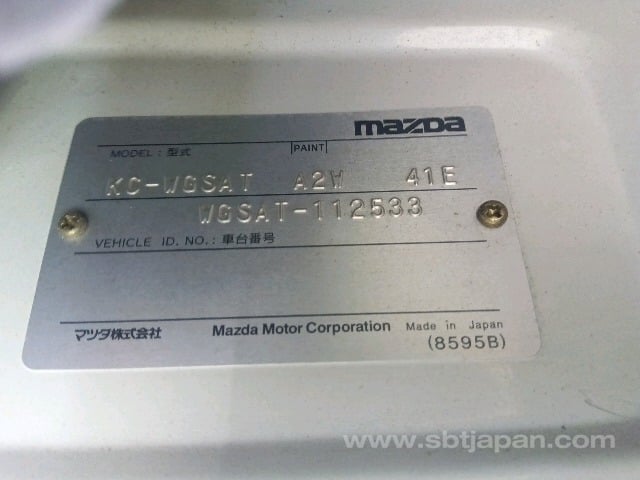 mazda
MODEL : 型式 PAINT
KC-WGSAT A2W 41E
WGSAT-112533
VEHICLE ID. NO. : 車台番号
マツダ株式会社 Mazda Motor Corporation Made in Japan
(8595B)
www.sbtjapan.com